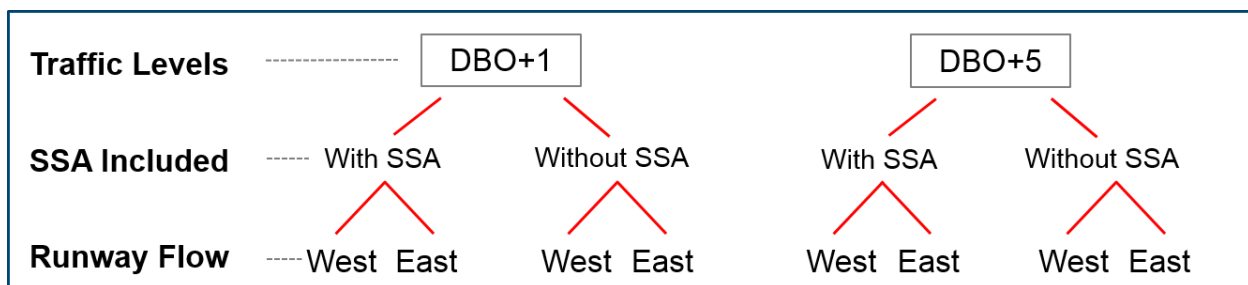 Traffic Levels DBO+1 DBO+5
SSA Included With SSA Without SSA With SSA Without SSA
Runway Flow West East West East West East West East